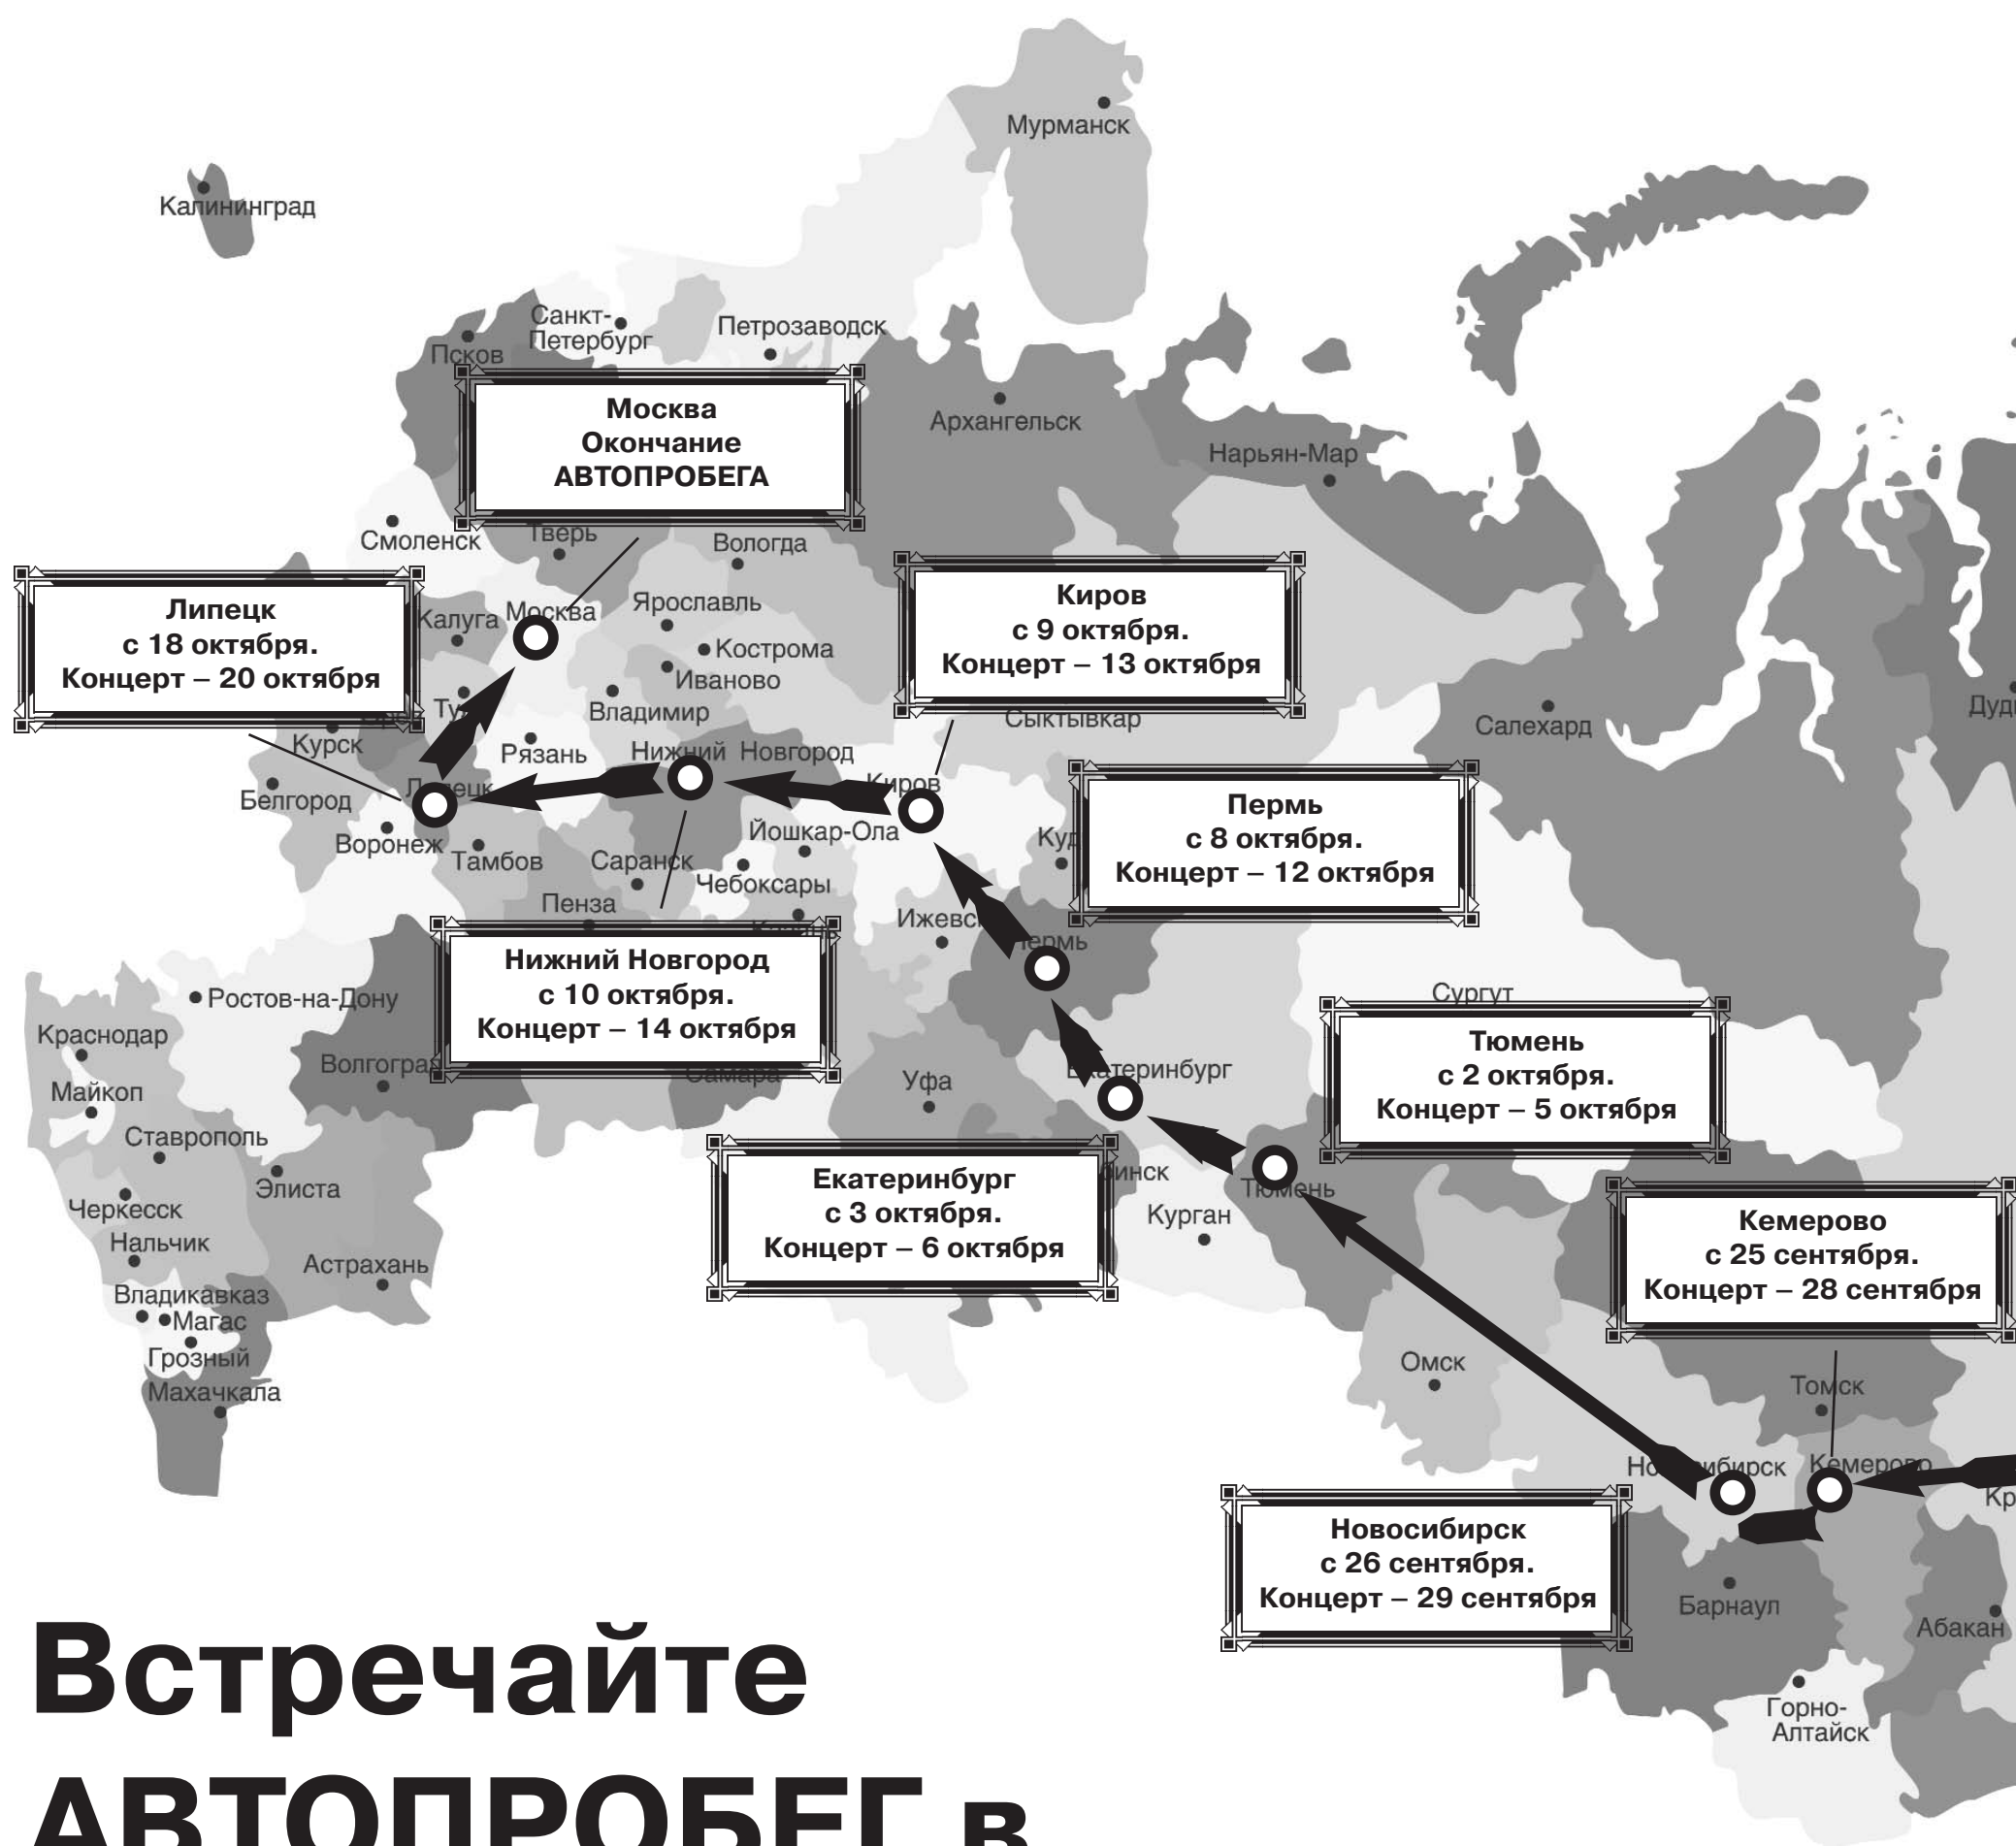 Мурманск
Калининград
Санкт-
Петербург
Петрозаводск
Псков
Москва
Окончание
АВТОПРОБЕГА
Архангельск
Нарьян-Мар
Смоленск
Тверь
Вологда
Липецк
с 18 октября.
Концерт – 20 октября
Калуга
Москва
Ярославль
Кострома
Иваново
Владимир
Киров
с 9 октября.
Концерт – 13 октября
Сыктывкар
Салехард
Курск
Рязань
Нижний Новгород
Киров
Белгород
Воронеж
Тамбов
Саранск
Йошкар-Ола
Чебоксары
Пенза
Пермь
с 8 октября.
Концерт – 12 октября
Нижний Новгород
с 10 октября.
Концерт – 14 октября
Ростов-на-Дону
Краснодар
Майкоп
Волгоград
Самара
Уфа
Екатеринбург
Сургут
Тюмень
с 2 октября.
Концерт – 5 октября
Ставрополь
Элиста
Черкесск
Нальчик
Астрахань
Владикавказ
Магас
Грозный
Махачкала
Екатеринбург
с 3 октября.
Концерт – 6 октября
Тюмень
Курган
Кемерово
с 25 сентября.
Концерт – 28 сентября
Омск
Томск
Кемерово
Новосибирск
с 26 сентября.
Концерт – 29 сентября
Барнаул
Абакан
Горно-
Алтайск
Встречайте
АВТОПРОБЕГ в